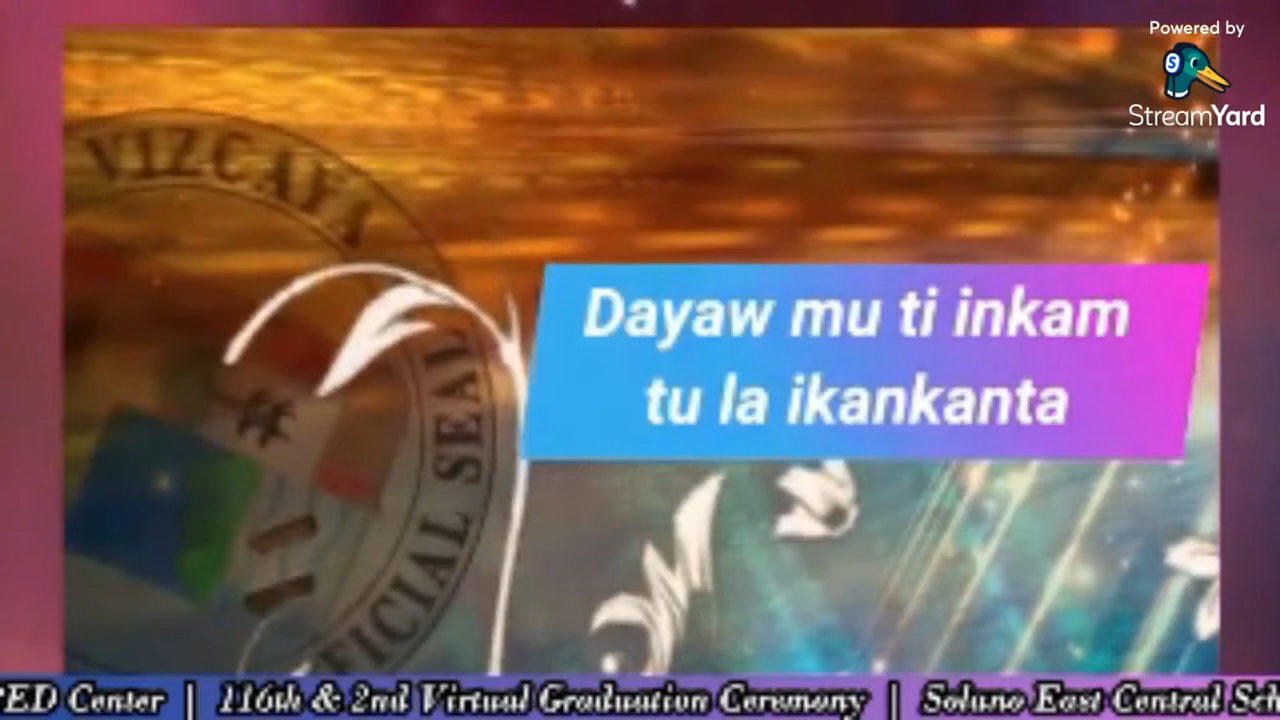 Powered by
StreamYard
VIZCAYA
Dayaw mu ti inkam
tu la ikankanta
FICIAL SEAL
ED Center | 116th & 2nd Virtual Graduation Ceremony | Solano East Central Sch